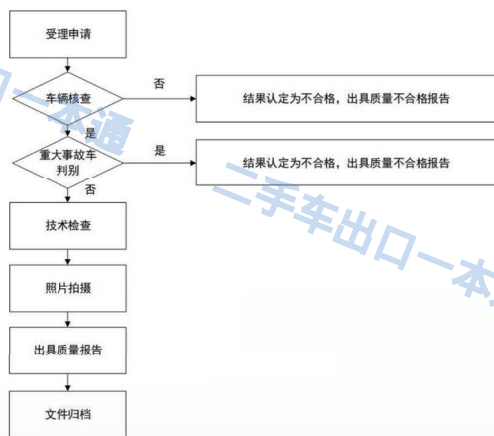 受理申请
车辆核查
否
结果认定为不合格，出具质量不合格报告
是
重大事故车
判别
是
结果认定为不合格，出具质量不合格报告
否
技术检查
照片拍摄
出具质量报告
文件归档
口一本通
二手车出口一本